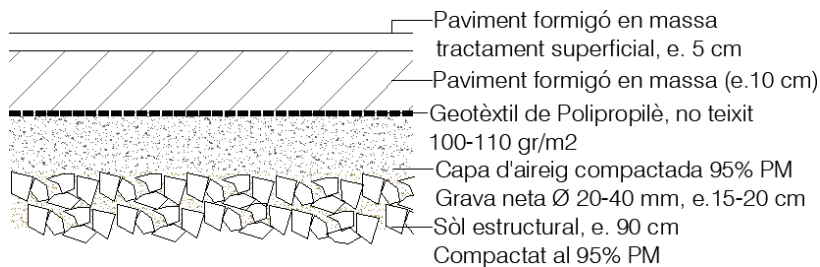 Paviment formigó en massa
tractament superficial, e. 5 cm
Paviment formigó en massa (e.10 cm)
Geotèxtil de Polipropilè, no teixit
100-110 gr/m2
Capa d'aireig compactada 95% PM
Grava neta Ø 20-40 mm, e.15-20 cm
Sòl estructural, e. 90 cm
Compactat al 95% PM